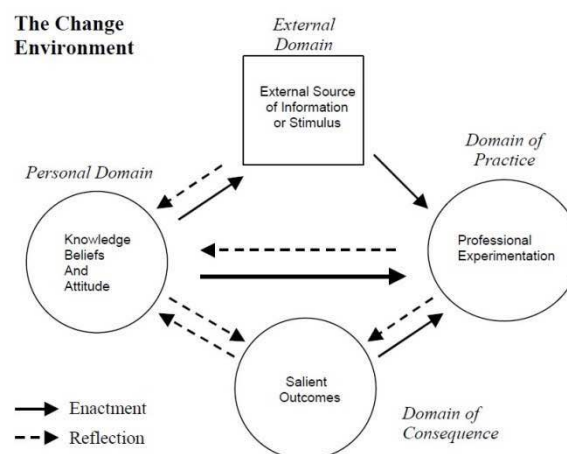 The Change
Environment
External
Domain
External Source
of Information
or Stimulus
Domain of
Practice
Personal Domain
Knowledge
Beliefs
And
Attitude
Professional
Experimentation
Salient
Outcomes
Enactment
Reflection
Domain of
Consequence